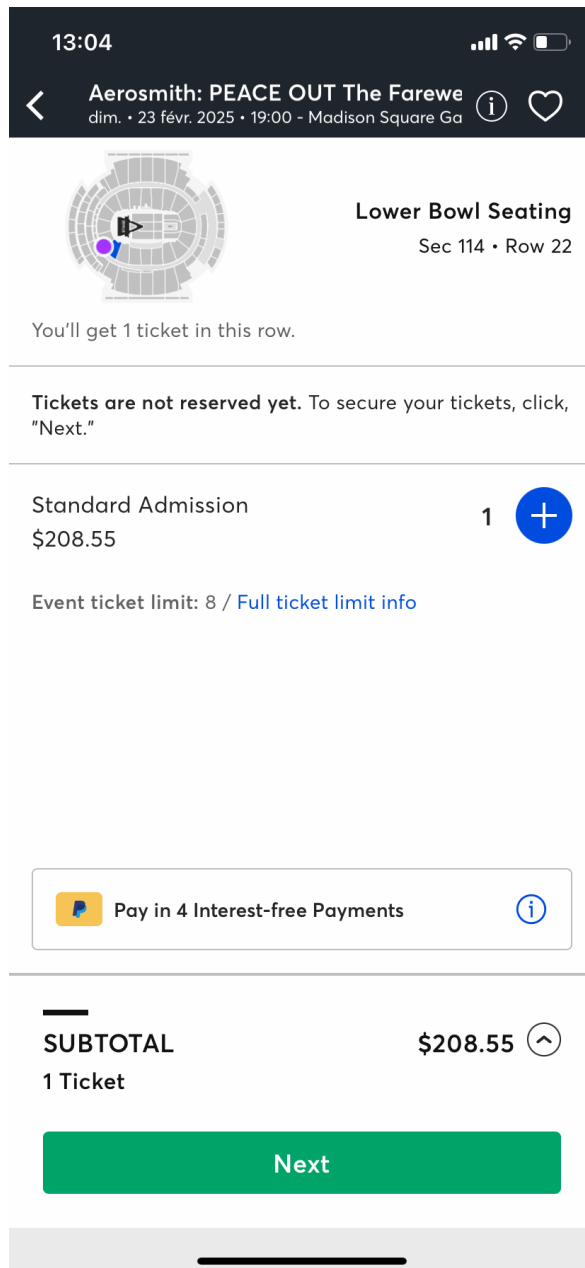 13:04
Aerosmith: PEACE OUT The Farewe
dim. • 23 févr. 2025 • 19:00 - Madison Square Ga
Lower Bowl Seating
Sec 114 • Row 22
You'll get 1 ticket in this row.
Tickets are not reserved yet. To secure your tickets, click,
"Next."
Standard Admission
1
$208.55
Event ticket limit: 8 / Full ticket limit info
Pay in 4 Interest-free Payments
SUBTOTAL
$208.55
1 Ticket
Next